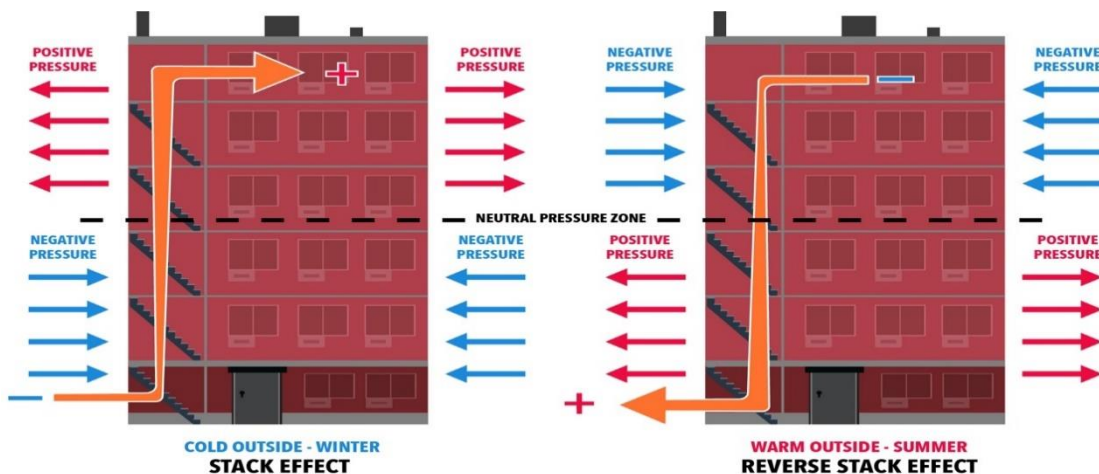 POSITIVE
PRESSURE
+
POSITIVE
PRESSURE
NEGATIVE
PRESSURE
−
NEGATIVE
PRESSURE
NEUTRAL PRESSURE ZONE
NEGATIVE
PRESSURE
NEGATIVE
PRESSURE
POSITIVE
PRESSURE
POSITIVE
PRESSURE
−
+
COLD OUTSIDE - WINTER
STACK EFFECT
WARM OUTSIDE - SUMMER
REVERSE STACK EFFECT